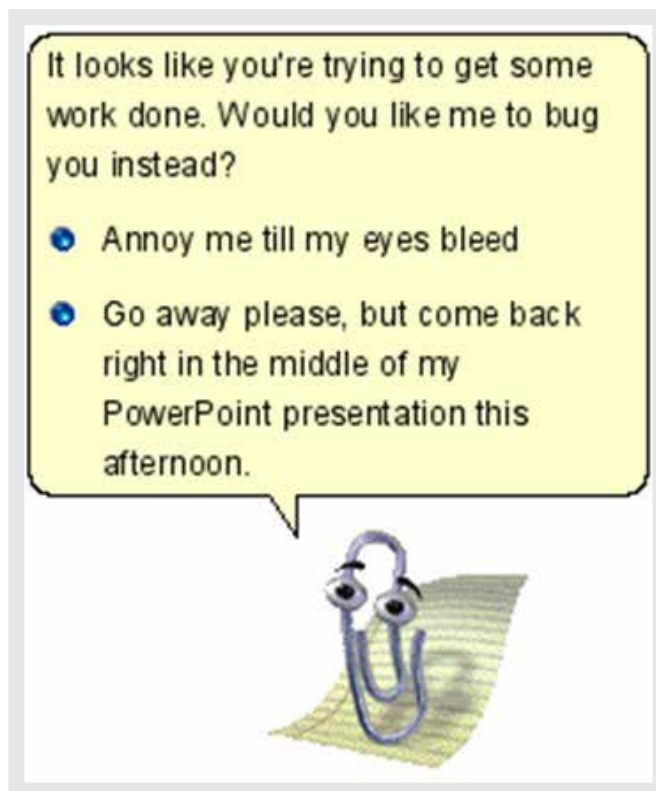 It looks like you're trying to get some
work done. Would you like me to bug
you instead?
Annoy me till my eyes bleed
Go away please, but come back
right in the middle of my
PowerPoint presentation this
afternoon.